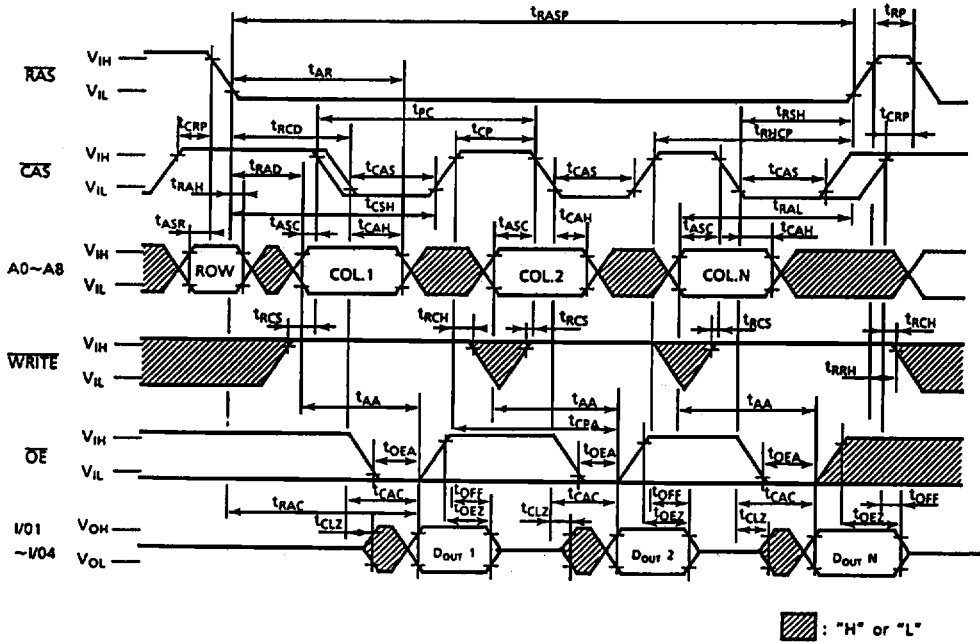 tRASP tRP
VIH
RAS
VIL
tAR
tPC tRSH
tCRP tRCD tCP tRHCP tCRP
VIH
CAS
VIL
tCAS tCAS tCAS
tRAH tRAD
tCSH tRAL
tASR tASC tCAH tASC tCAH tASC tCAH
VIH
A0~A8
VIL
ROW COL.1 COL.2 COL.N
tRCS tRCH tRCS tRCS tRCH
VIH
WRITE
VIL
tRRH
tAA tAA tAA
tCPA
VIH
OE
VIL
tOEA tOEA tOEA
tCAC tOFF tCAC tOFF tCAC tOFF
tRAC tOEZ tOEZ tOEZ
tCLZ tCLZ tCLZ
I/01 VOH
~I/04
VOL
DOUT 1 DOUT 2 DOUT N
: "H" or "L"